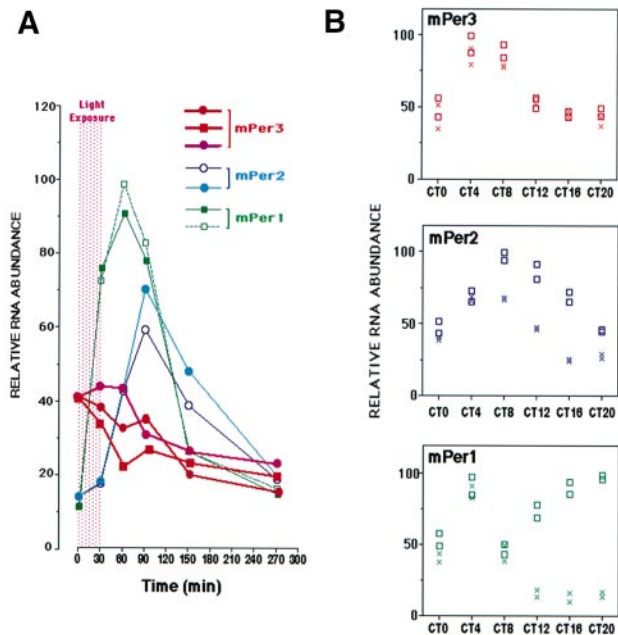 A
RELATIVE RNA ABUNDANCE
120
100
80
60
40
20
0
Light
Exposure
mPer3
mPer2
mPer1
0 30 60 90 120 150 180 210 240 270 300
Time (min)
B
RELATIVE RNA ABUNDANCE
mPer3
100
50
CT0 CT4 CT8 CT12 CT16 CT20
mPer2
100
50
0
CT0 CT4 CT8 CT12 CT16 CT20
mPer1
100
50
0
CT0 CT4 CT8 CT12 CT16 CT20